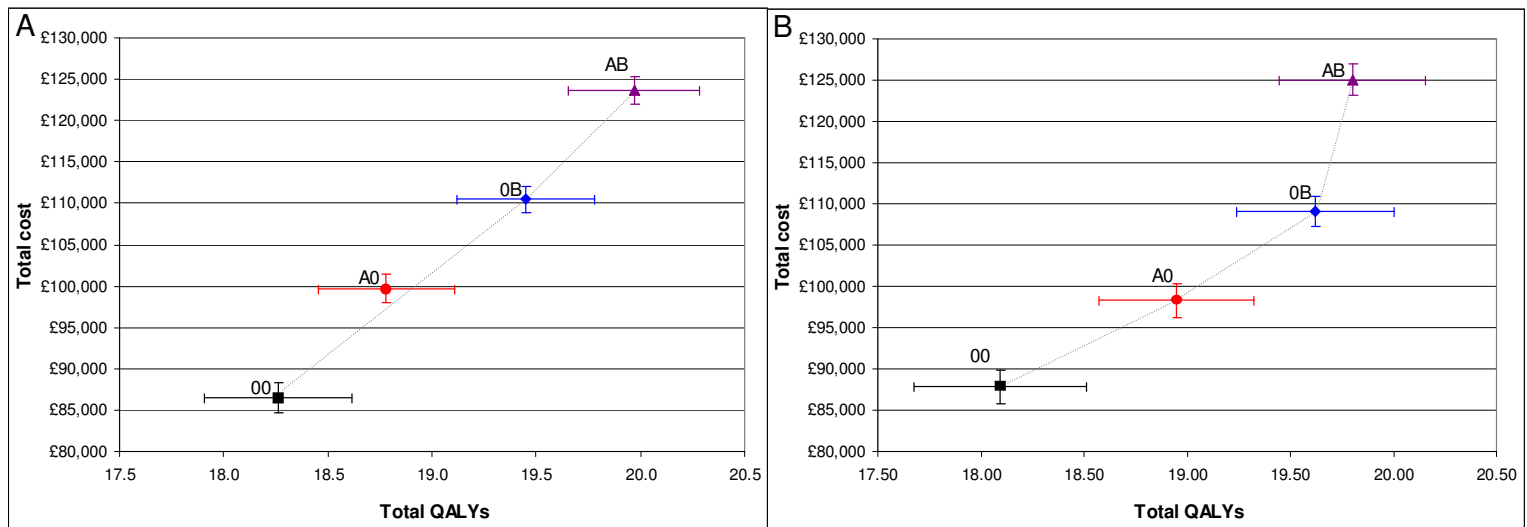 A
£130,000
£125,000
£120,000
£115,000
£110,000
£105,000
£100,000
£95,000
£90,000
£85,000
£80,000
Total cost
AB
0B
A0
00
17.5 18.0 18.5 19.0 19.5 20.0 20.5
Total QALYs
B
£130,000
£125,000
£120,000
£115,000
£110,000
£105,000
£100,000
£95,000
£90,000
£85,000
£80,000
Total cost
AB
0B
A0
00
17.50 18.00 18.50 19.00 19.50 20.00 20.50
Total QALYs